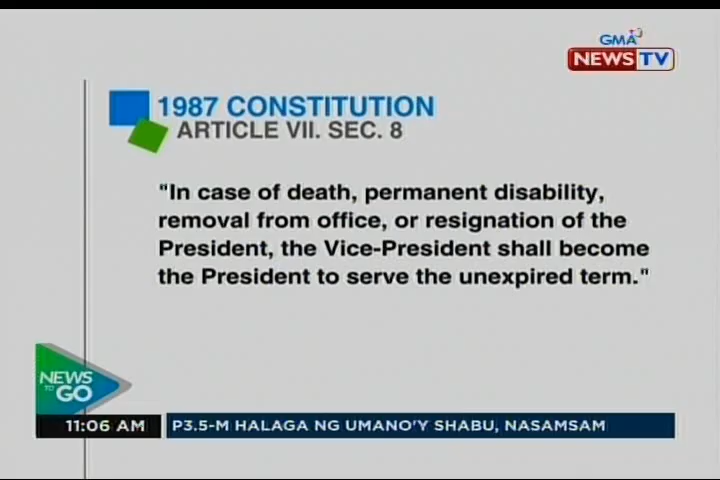 GMA
NEWS TV
1987 CONSTITUTION
ARTICLE VII. SEC. 8
"In case of death, permanent disability,
removal from office, or resignation of the
President, the Vice-President shall become
the President to serve the unexpired term."
NEWS
TO
GO
11:06 AM
P3.5-M HALAGA NG UMANO'Y SHABU, NASAMSAM